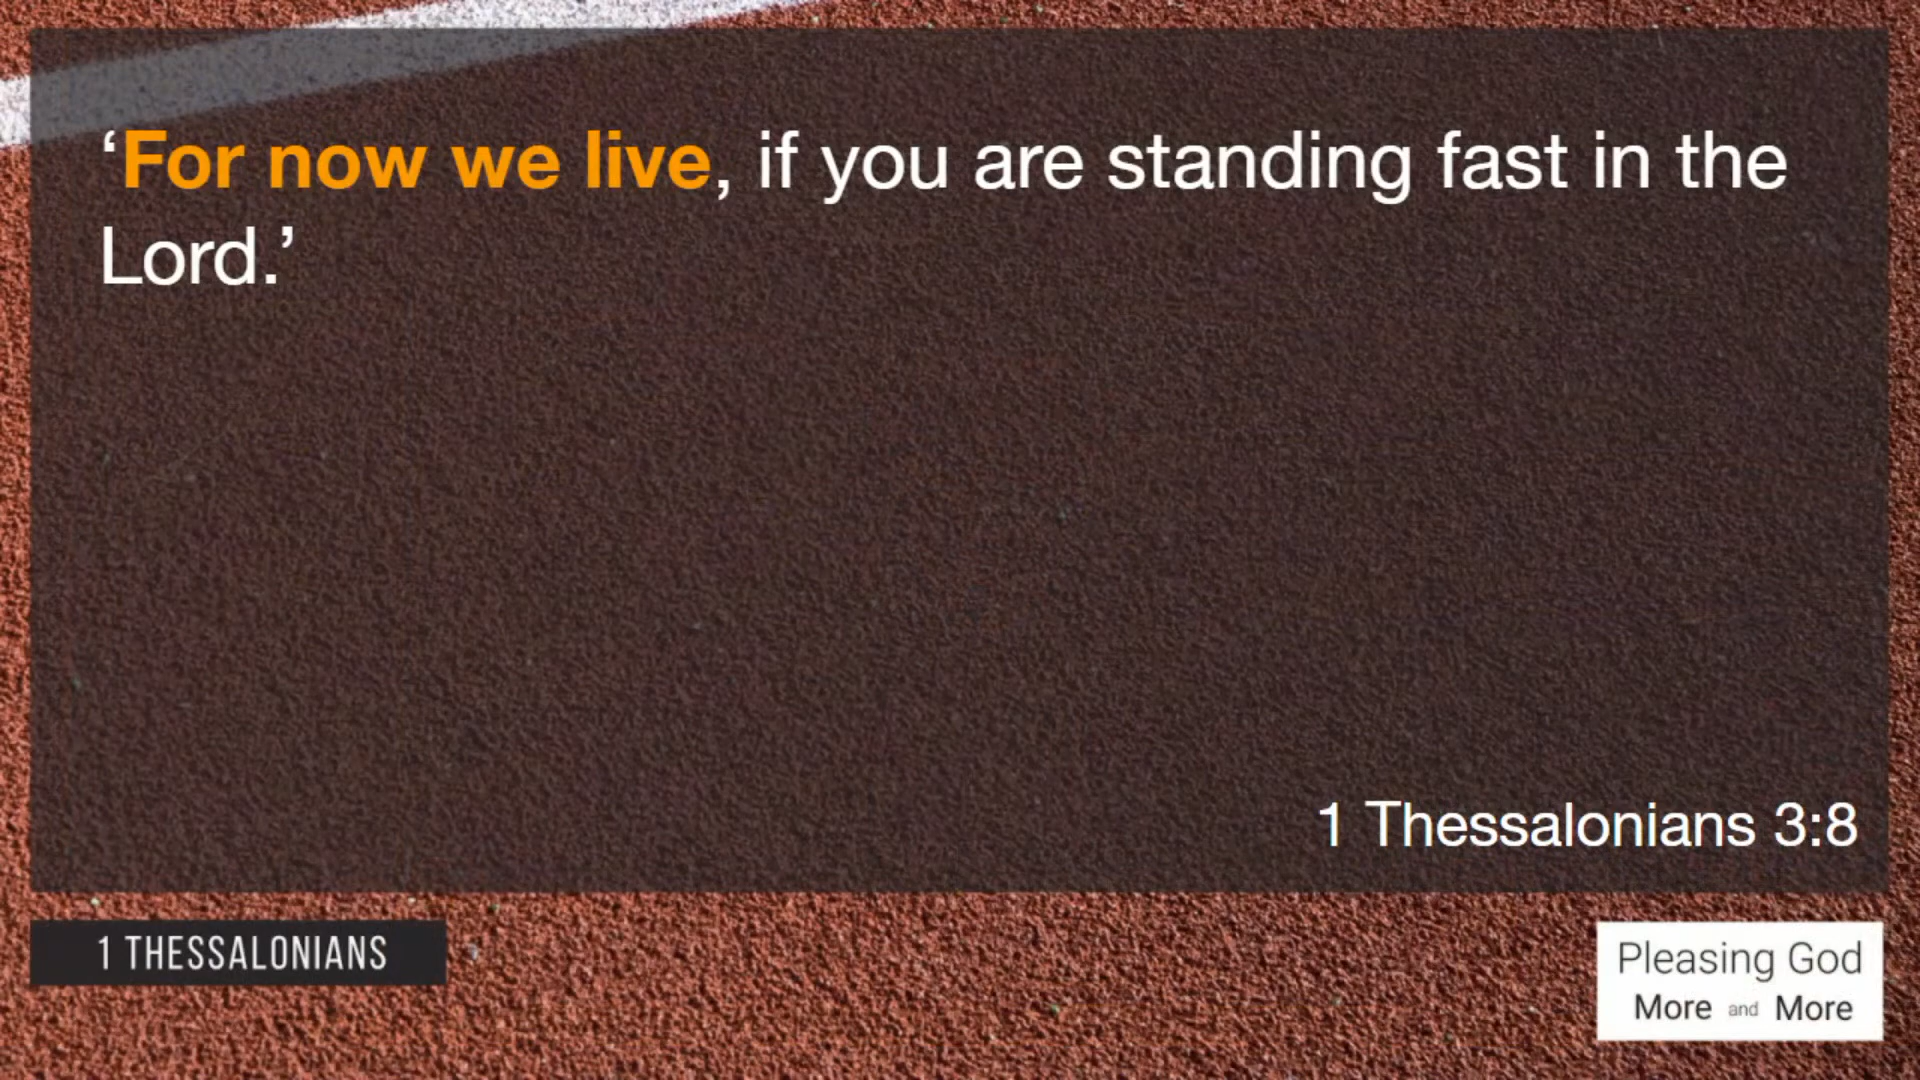 ‘For now we live, if you are standing fast in the
Lord.’
1 Thessalonians 3:8
1 THESSALONIANS
Pleasing God
More and More